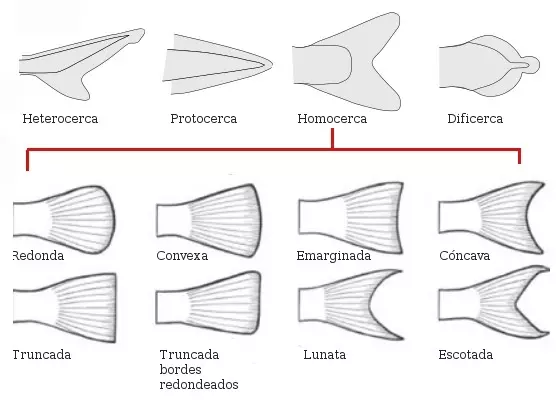 Heterocerca
Protocerca
Homocerca
Dificerca
Redonda
Convexa
Emarginada
Cóncava
Truncada
Truncada
bordes
redondeados
Lunata
Escotada